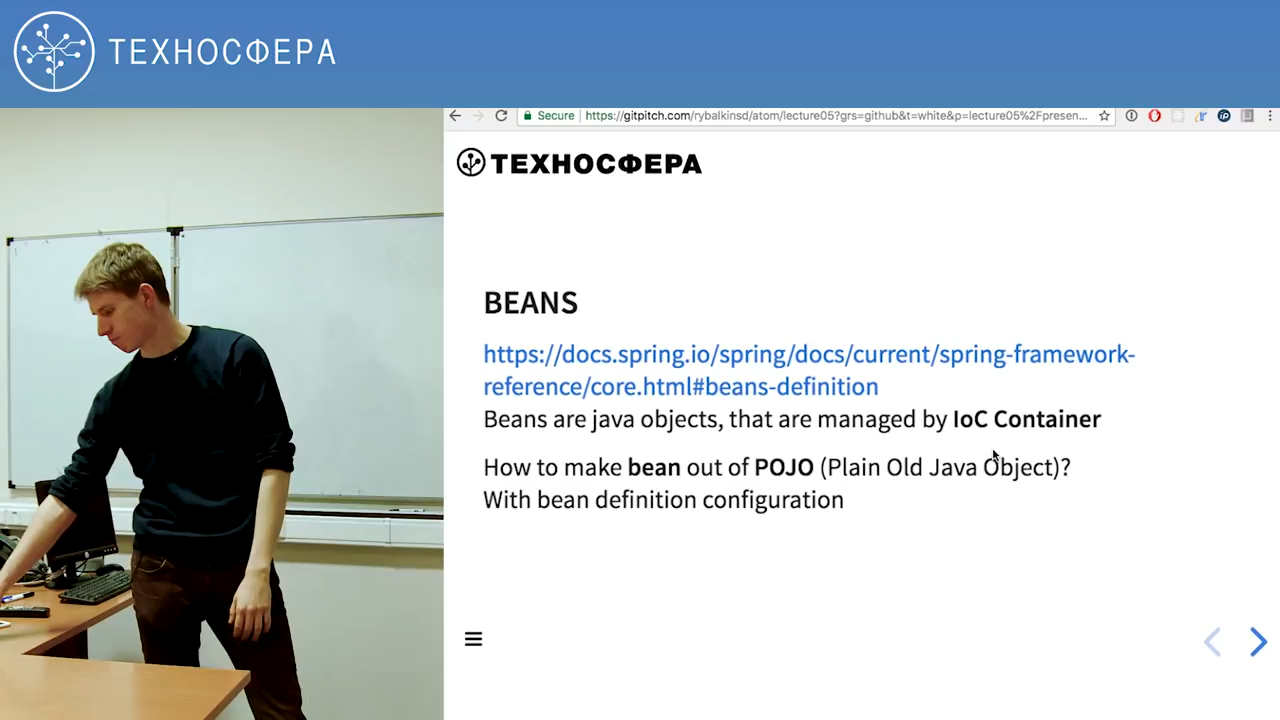 ТЕХНОСФЕРА
Secure https://gitpitch.com/rybalkinsd/atom/lecture05?grs=github&t=white&p=lecture05%2Fpresen...
ТЕХНОСФЕРА
BEANS
https://docs.spring.io/spring/docs/current/spring-framework-
reference/core.html#beans-definition
Beans are java objects, that are managed by IoC Container
How to make bean out of POJO (Plain Old Java Object)?
With bean definition configuration